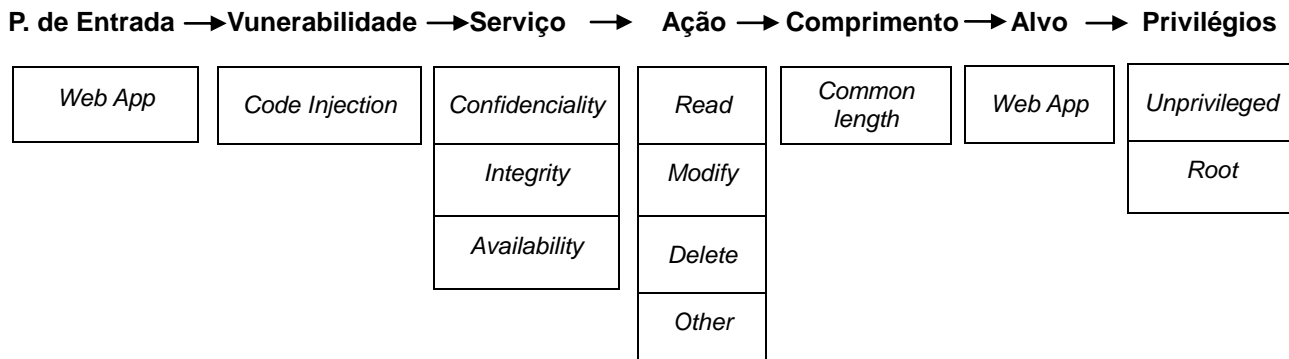 P. de Entrada Vunerabilidade Serviço Ação Comprimento Alvo Privilégios
Web App Code Injection Confidenciality Read Common length Web App Unprivileged
Integrity Modify Root
Availability Delete
Other